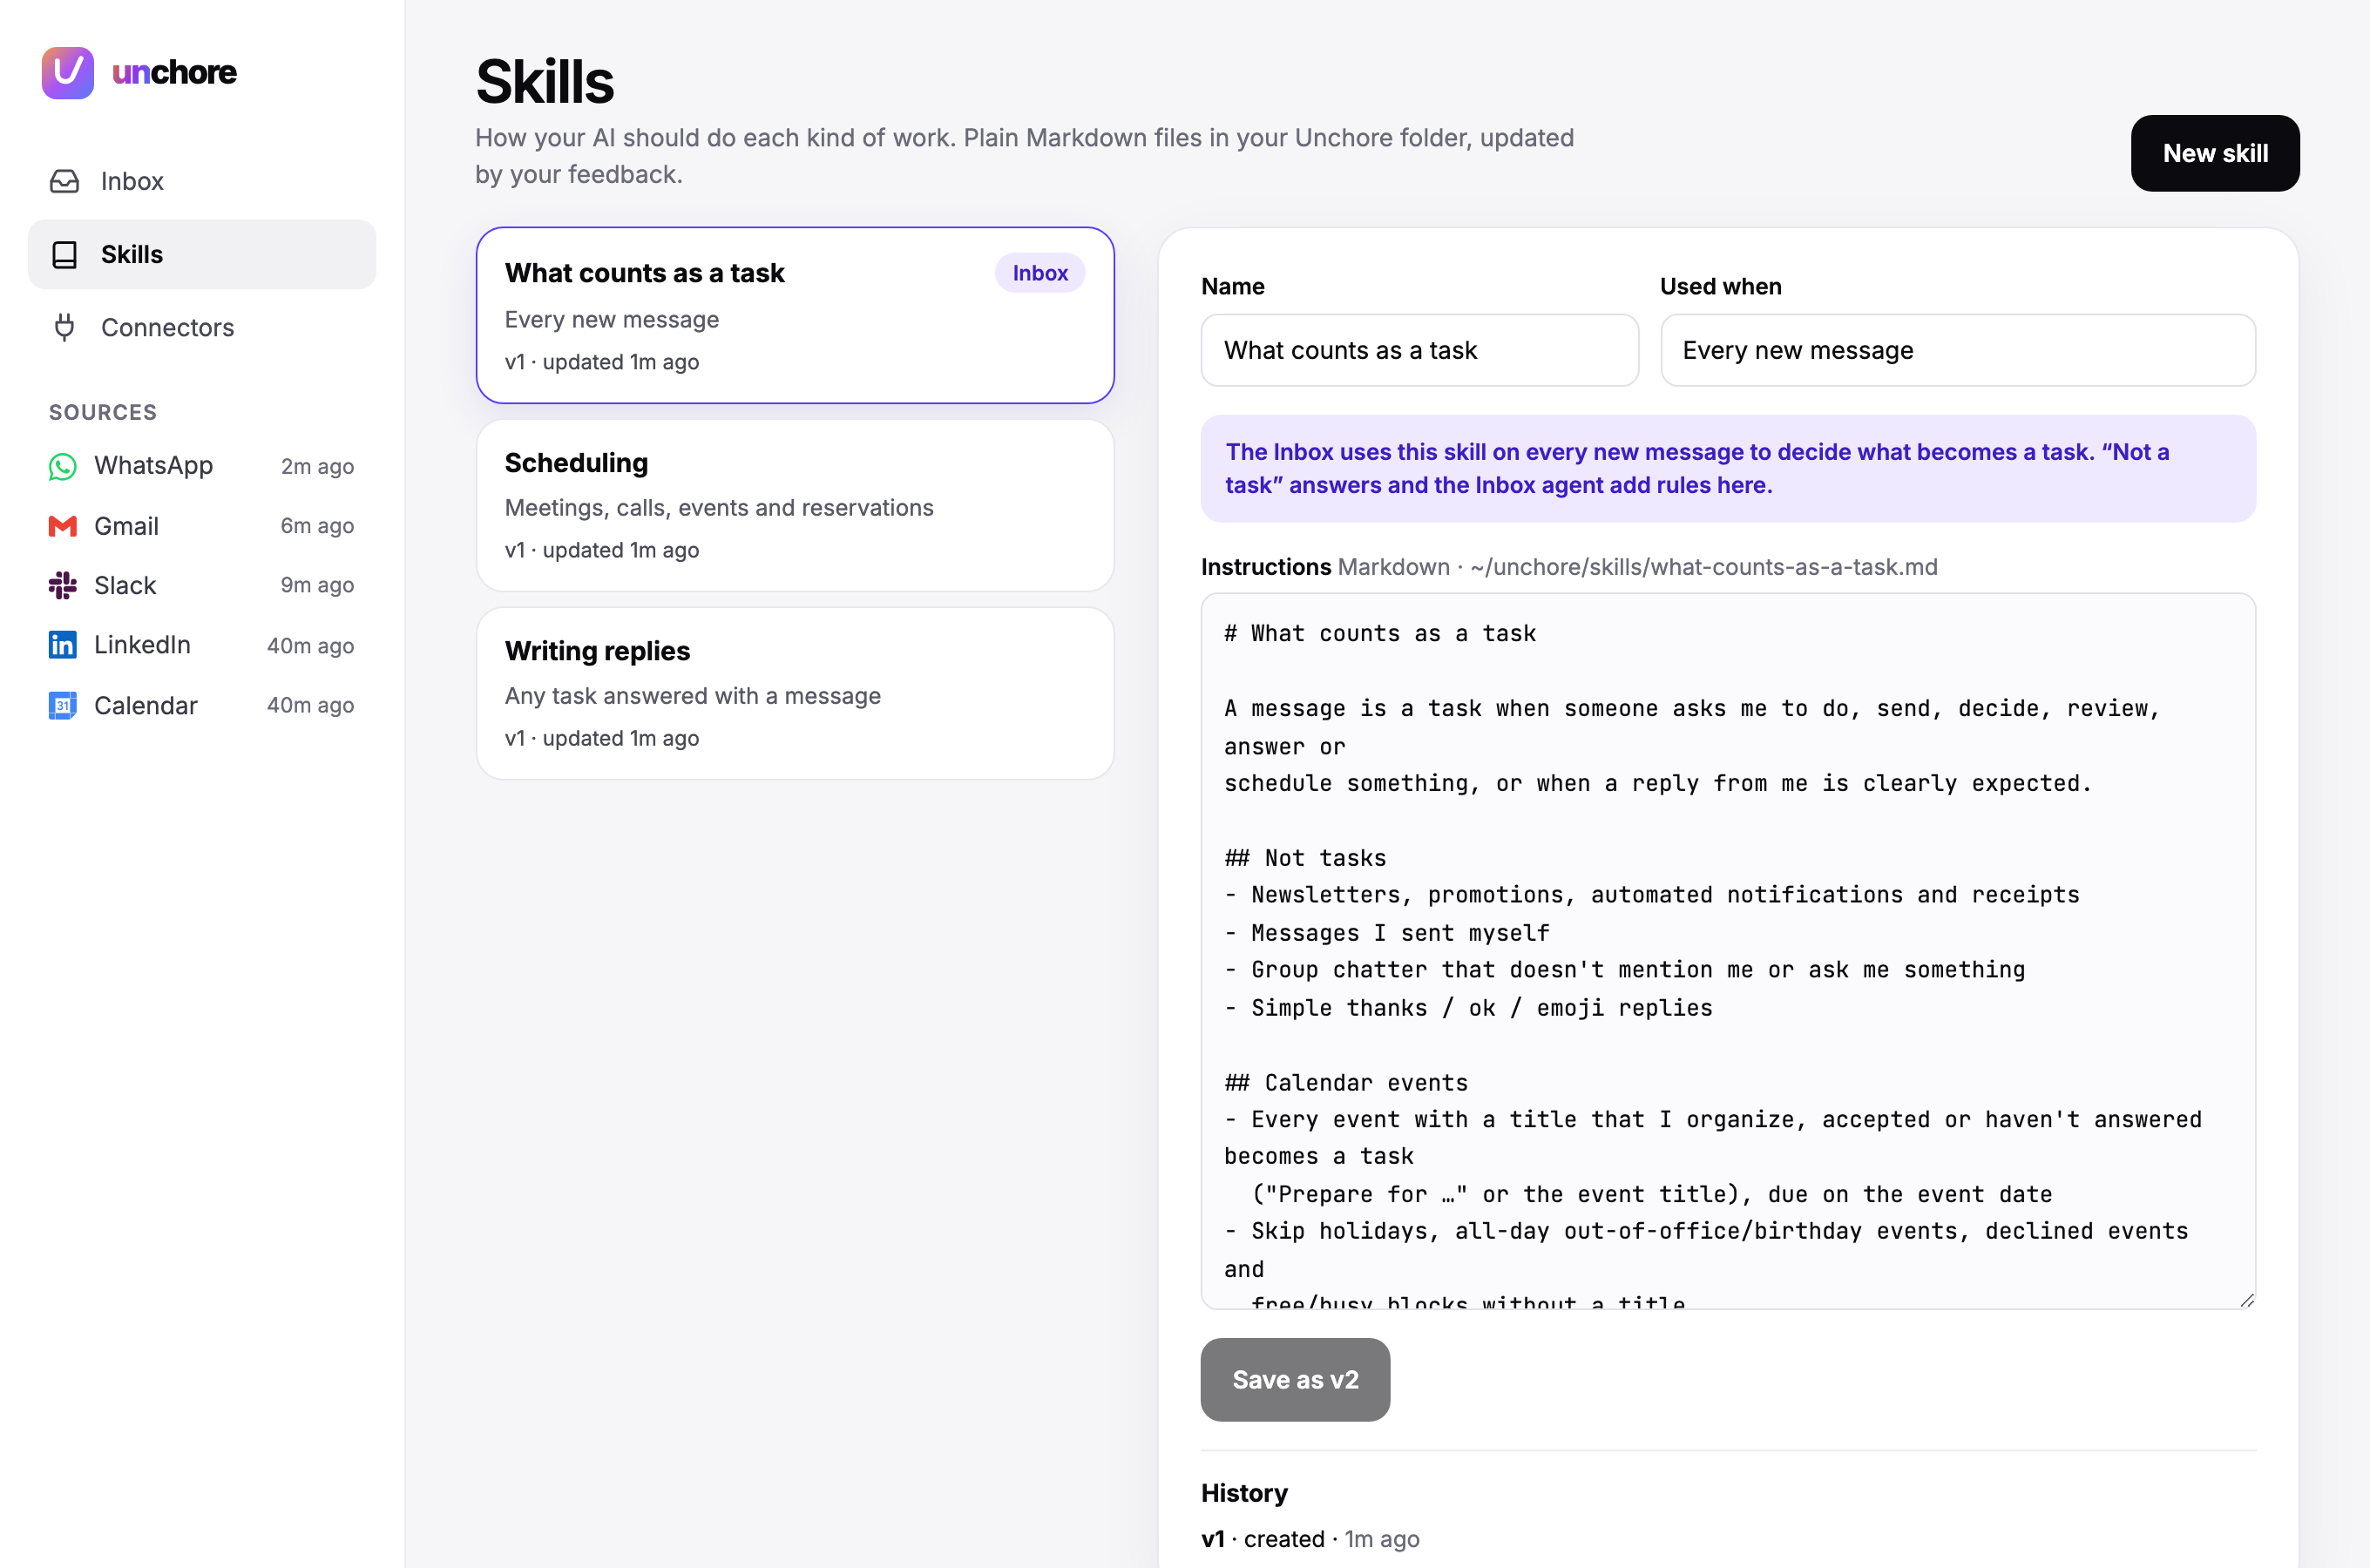 unchore
Inbox
Skills
Connectors
SOURCES
WhatsApp 2m ago
Gmail 6m ago
Slack 9m ago
LinkedIn 40m ago
31
Calendar 40m ago
Skills
How your AI should do each kind of work. Plain Markdown files in your Unchore folder, updated
by your feedback.
New skill
What counts as a task Inbox
Every new message
v1 · updated 1m ago
Scheduling
Meetings, calls, events and reservations
v1 · updated 1m ago
Writing replies
Any task answered with a message
v1 · updated 1m ago
Name Used when
What counts as a task Every new message
The Inbox uses this skill on every new message to decide what becomes a task. “Not a
task” answers and the Inbox agent add rules here.
Instructions Markdown · ~/unchore/skills/what-counts-as-a-task.md
# What counts as a task
A message is a task when someone asks me to do, send, decide, review,
answer or
schedule something, or when a reply from me is clearly expected.
## Not tasks
- Newsletters, promotions, automated notifications and receipts
- Messages I sent myself
- Group chatter that doesn't mention me or ask me something
- Simple thanks / ok / emoji replies
## Calendar events
- Every event with a title that I organize, accepted or haven't answered
becomes a task
("Prepare for …" or the event title), due on the event date
- Skip holidays, all-day out-of-office/birthday events, declined events
and
free/busy blocks without a title
Save as v2
History
v1 · created · 1m ago